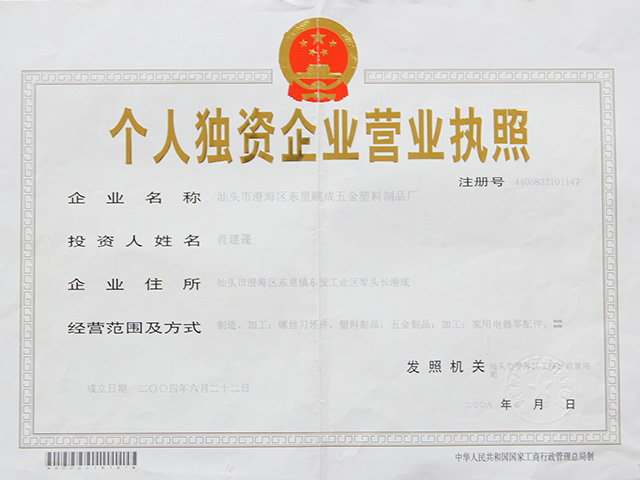 个人独资企业营业执照
注册号 4405832101147
企业名称 汕头市澄海区东里 成五金塑料制品厂
投资人姓名 肖建蓬
企业住所 汕头市澄海区东里镇东 工业区犁头长港底
经营范围及方式 制造、加工：螺丝刀坯件，塑料制品，五金制品；加工：家用电器零配件。
发照机关
成立日期 二〇〇四年六月二十二日
年 月 日
中华人民共和国国家工商行政管理总局制